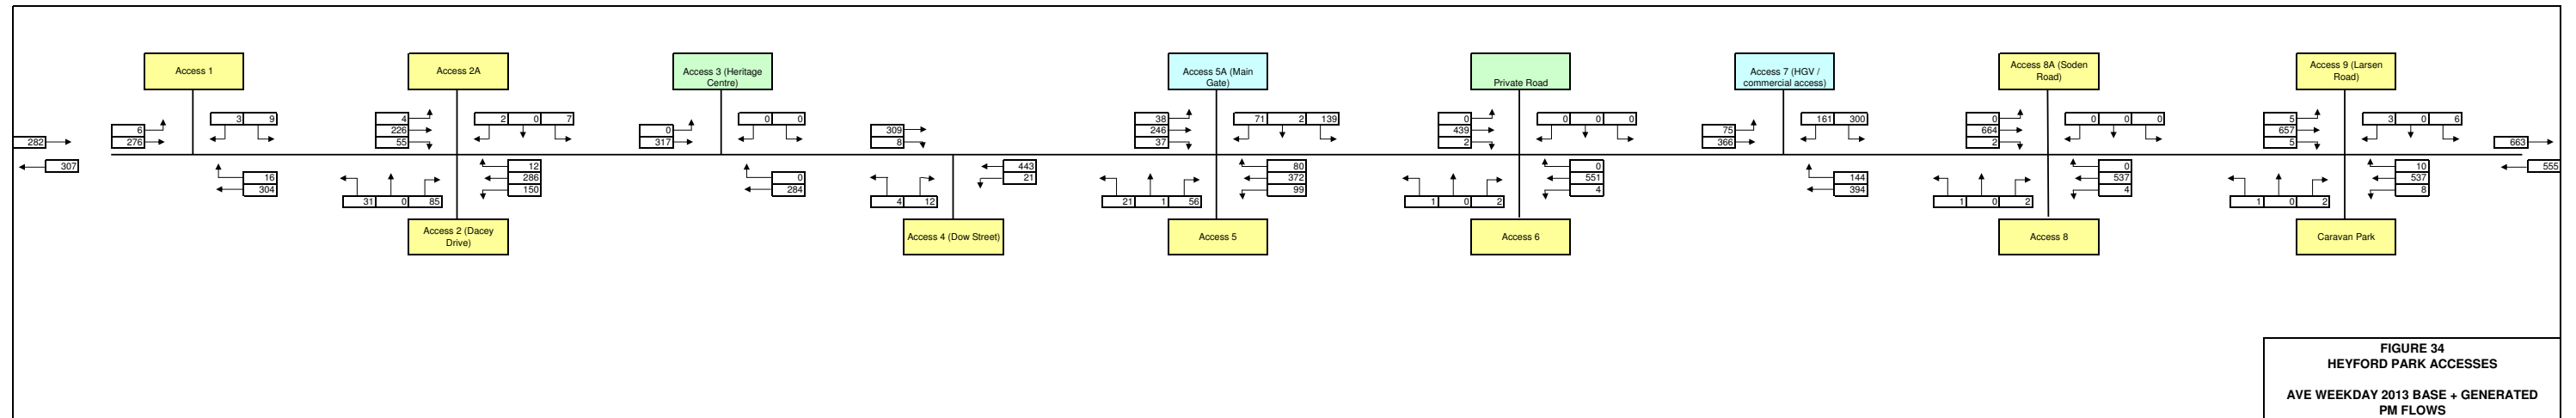 Access 1
Access 2A
Access 3 (Heritage
Centre)
Access 5A (Main
Gate)
Private Road
Access 7 (HGV /
commercial access)
Access 8A (Soden
Road)
Access 9 (Larsen
Road)
282
307
6
276
3 9
16
304
4
226
55
2 0 7
12
286
150
31 0 85
0
317
0 0
0
284
309
8
443
21
4 12
38
246
37
71 2 139
80
372
99
21 1 56
0
439
2
0 0 0
0
551
4
1 0 2
75
366
161 300
144
394
0
664
2
0 0 0
0
537
4
1 0 2
5
657
5
3 0 6
10
537
8
1 0 2
663
555
Access 2 (Dacey
Drive)
Access 4 (Dow Street)
Access 5
Access 6
Access 8
Caravan Park
FIGURE 34
HEYFORD PARK ACCESSES
AVE WEEKDAY 2013 BASE + GENERATED
PM FLOWS